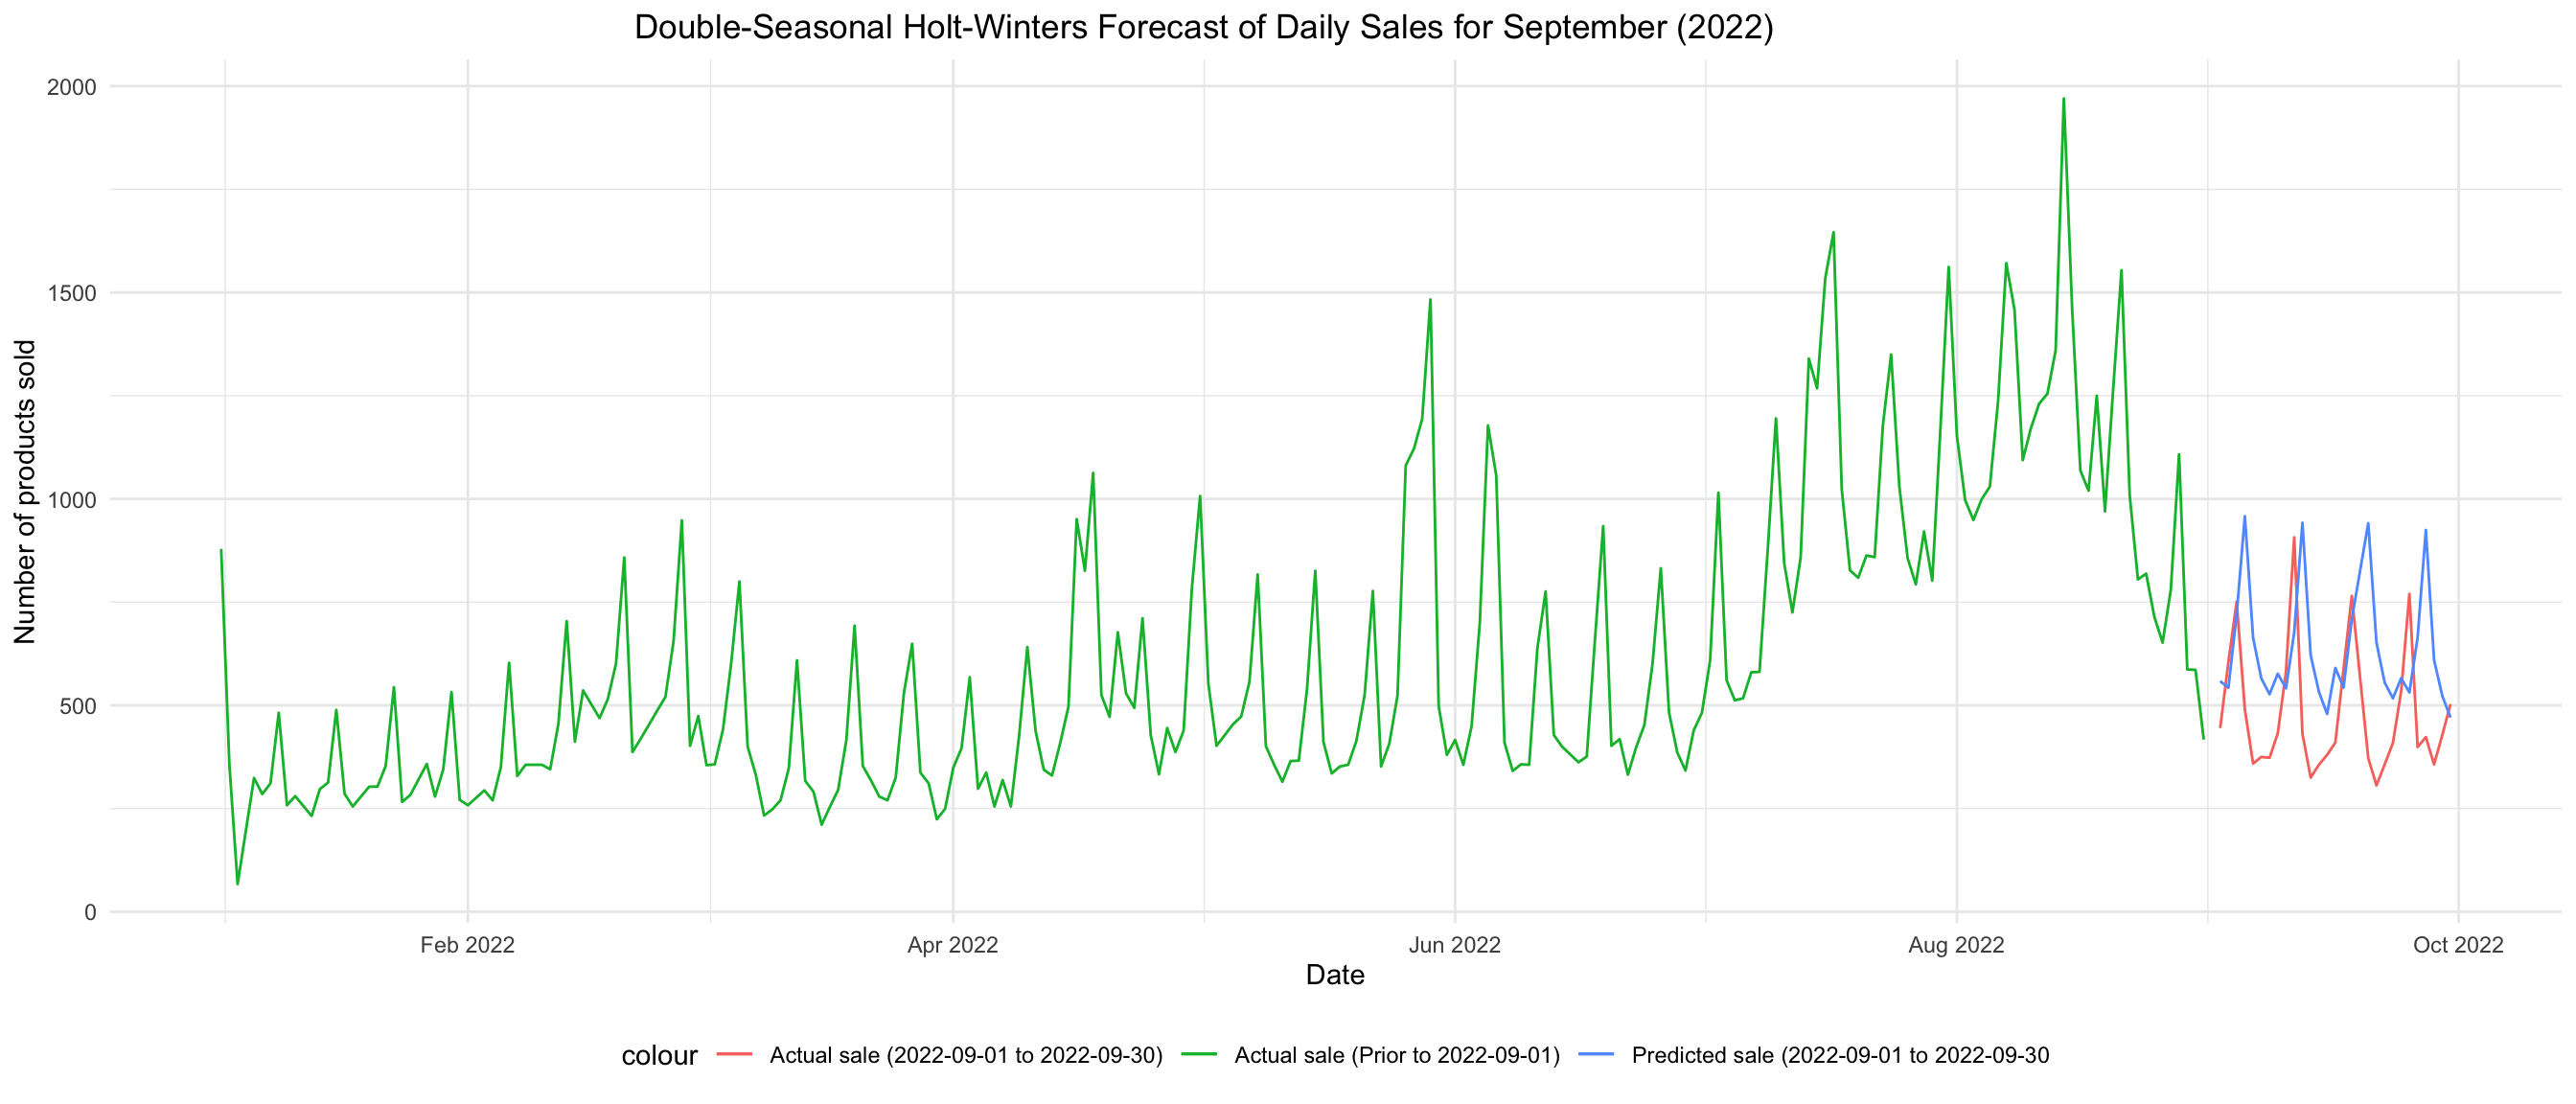 Double-Seasonal Holt-Winters Forecast of Daily Sales for September (2022)
Number of products sold
2000
1500
1000
500
0
Feb 2022
Apr 2022
Jun 2022
Aug 2022
Oct 2022
Date
colour
Actual sale (2022-09-01 to 2022-09-30)
Actual sale (Prior to 2022-09-01)
Predicted sale (2022-09-01 to 2022-09-30